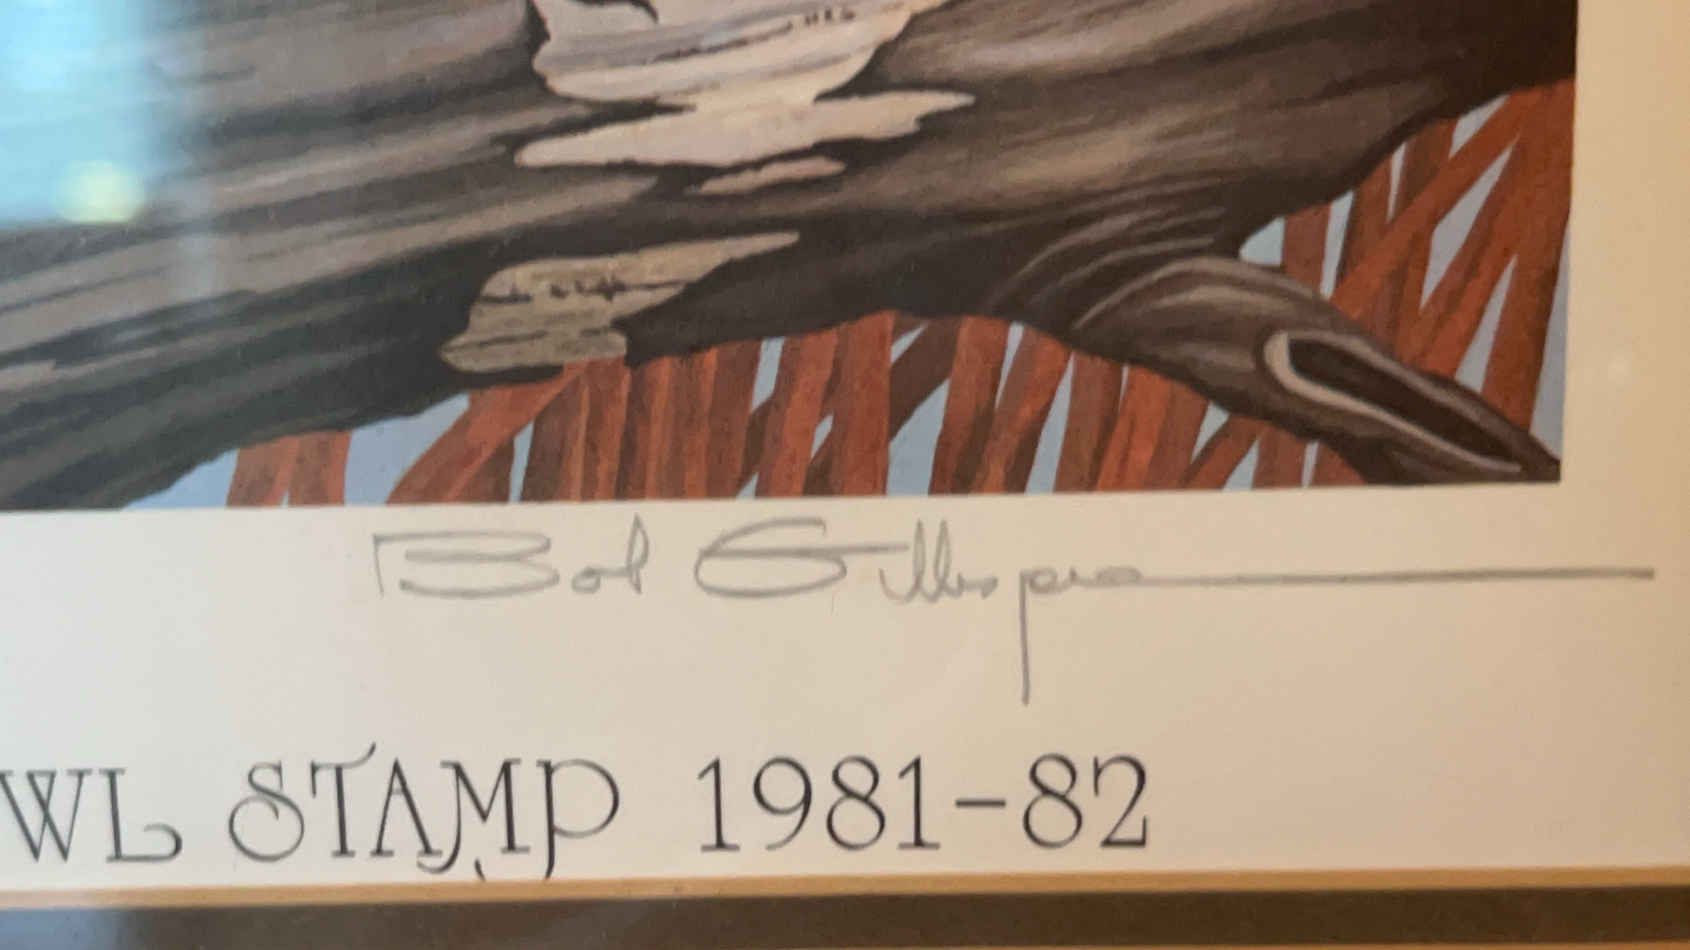 Bob Gillespie
WL STAMP 1981-82